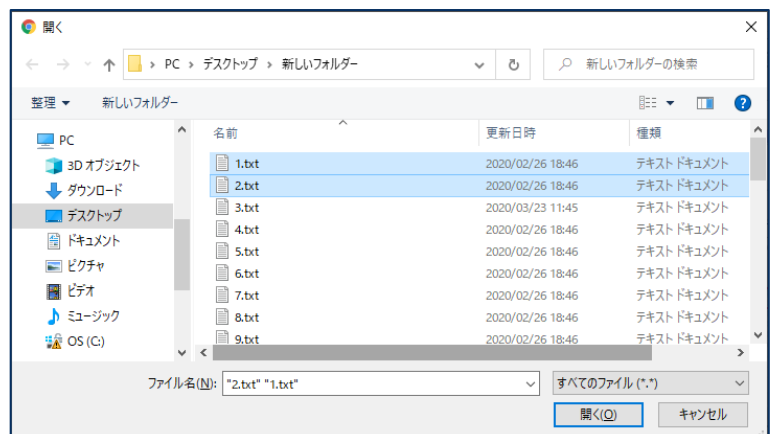 開く
PC › デスクトップ › 新しいフォルダー
新しいフォルダーの検索
整理 新しいフォルダー
名前 更新日時 種類
PC
3D オブジェクト
ダウンロード
デスクトップ
ドキュメント
ピクチャ
ビデオ
ミュージック
OS (C:)
1.txt 2020/02/26 18:46 テキスト ドキュメント
2.txt 2020/02/26 18:46 テキスト ドキュメント
3.txt 2020/03/23 11:45 テキスト ドキュメント
4.txt 2020/02/26 18:46 テキスト ドキュメント
5.txt 2020/02/26 18:46 テキスト ドキュメント
6.txt 2020/02/26 18:46 テキスト ドキュメント
7.txt 2020/02/26 18:46 テキスト ドキュメント
8.txt 2020/02/26 18:46 テキスト ドキュメント
9.txt 2020/02/26 18:46 テキスト ドキュメント
ファイル名(N): "2.txt" "1.txt" すべてのファイル (*.*)
開く(O) キャンセル